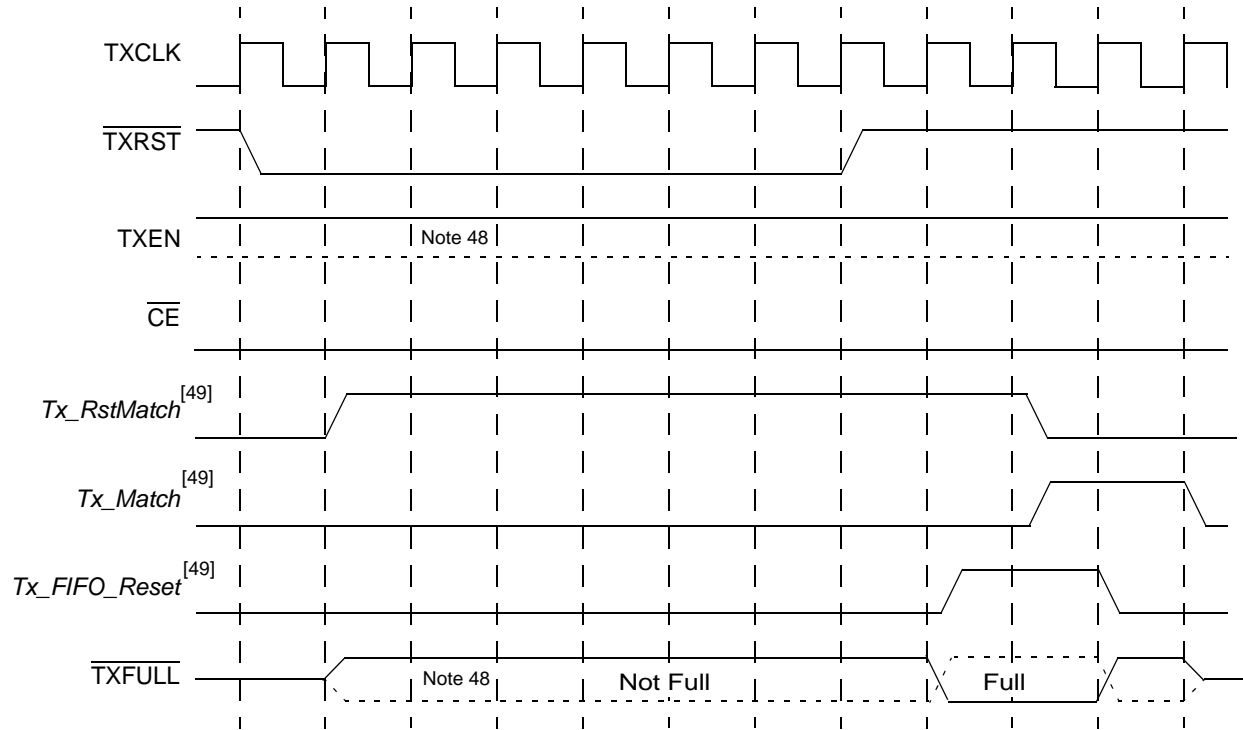 TXCLK
TXRST
TXEN
Note 48
CE
Tx_RstMatch[49]
Tx_Match[49]
Tx_FIFO_Reset[49]
TXFULL
Note 48
Not Full
Full